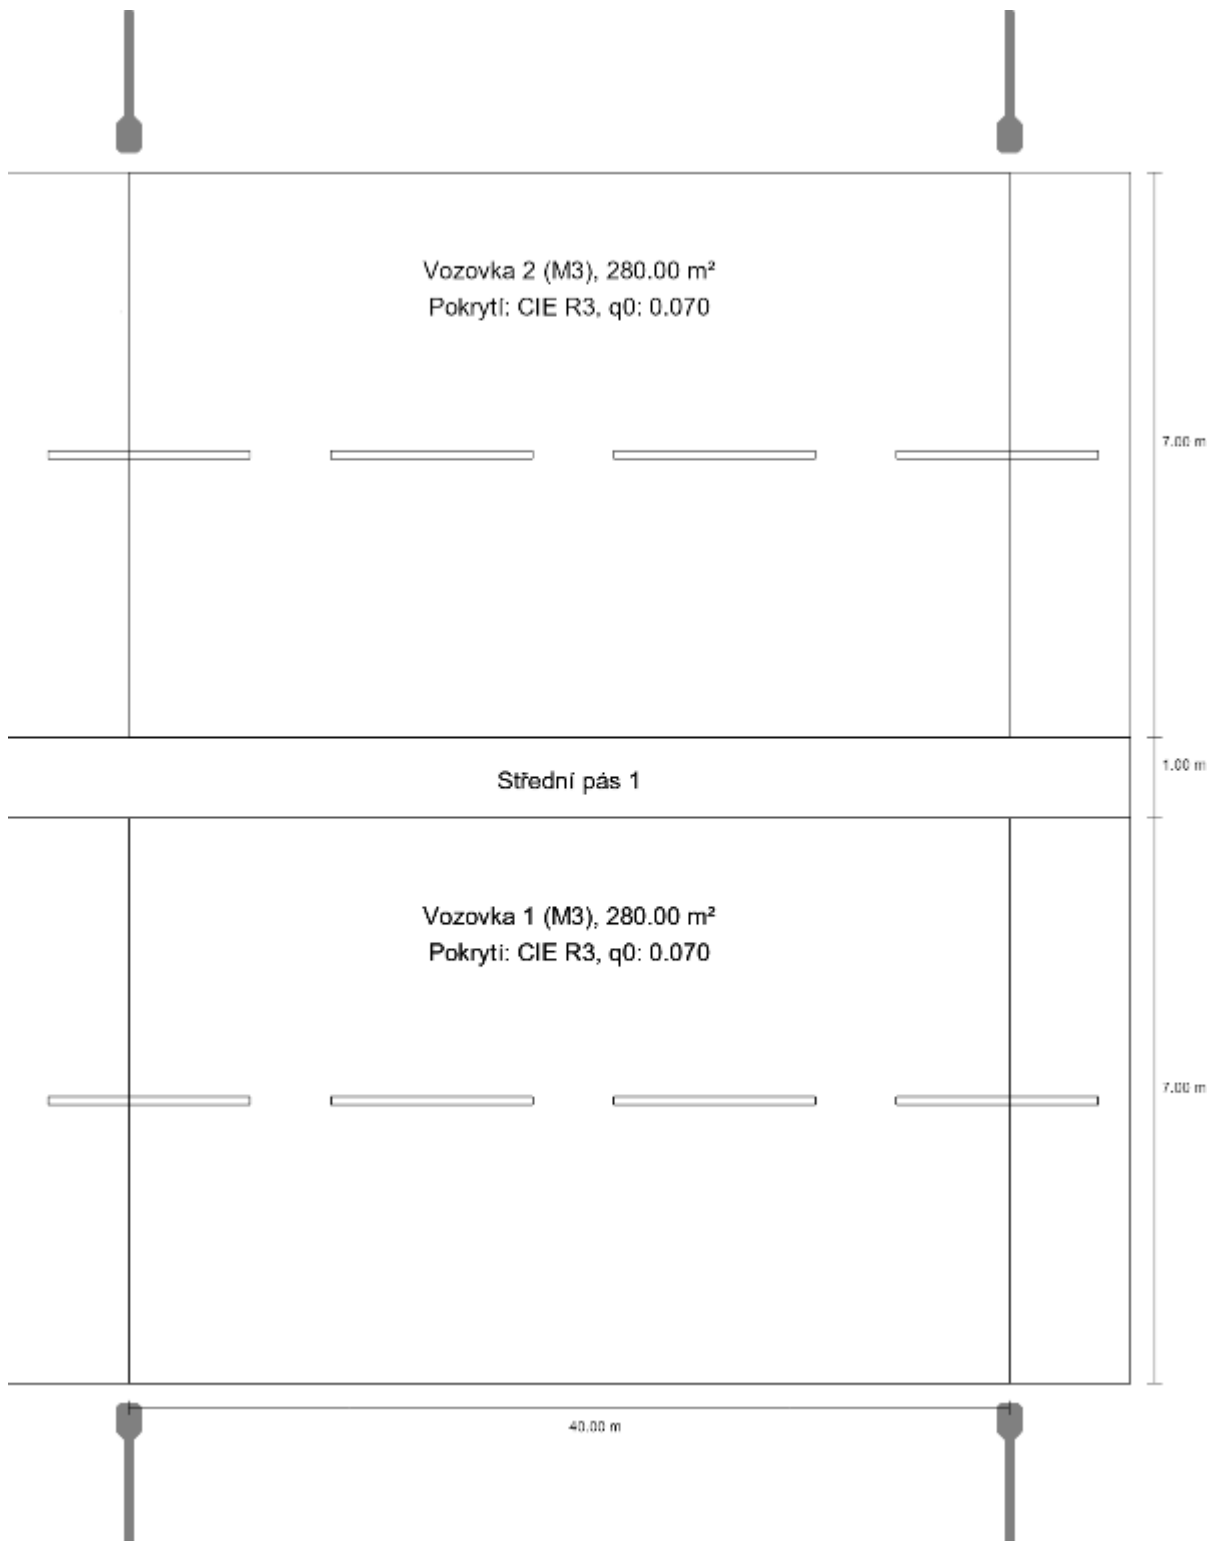 Vozovka 2 (M3), 280.00 m²
Pokrytí: CIE R3, q0: 0.070
7.00 m
Střední pás 1
1.00 m
Vozovka 1 (M3), 280.00 m²
Pokrytí: CIE R3, q0: 0.070
7.00 m
40.00 m